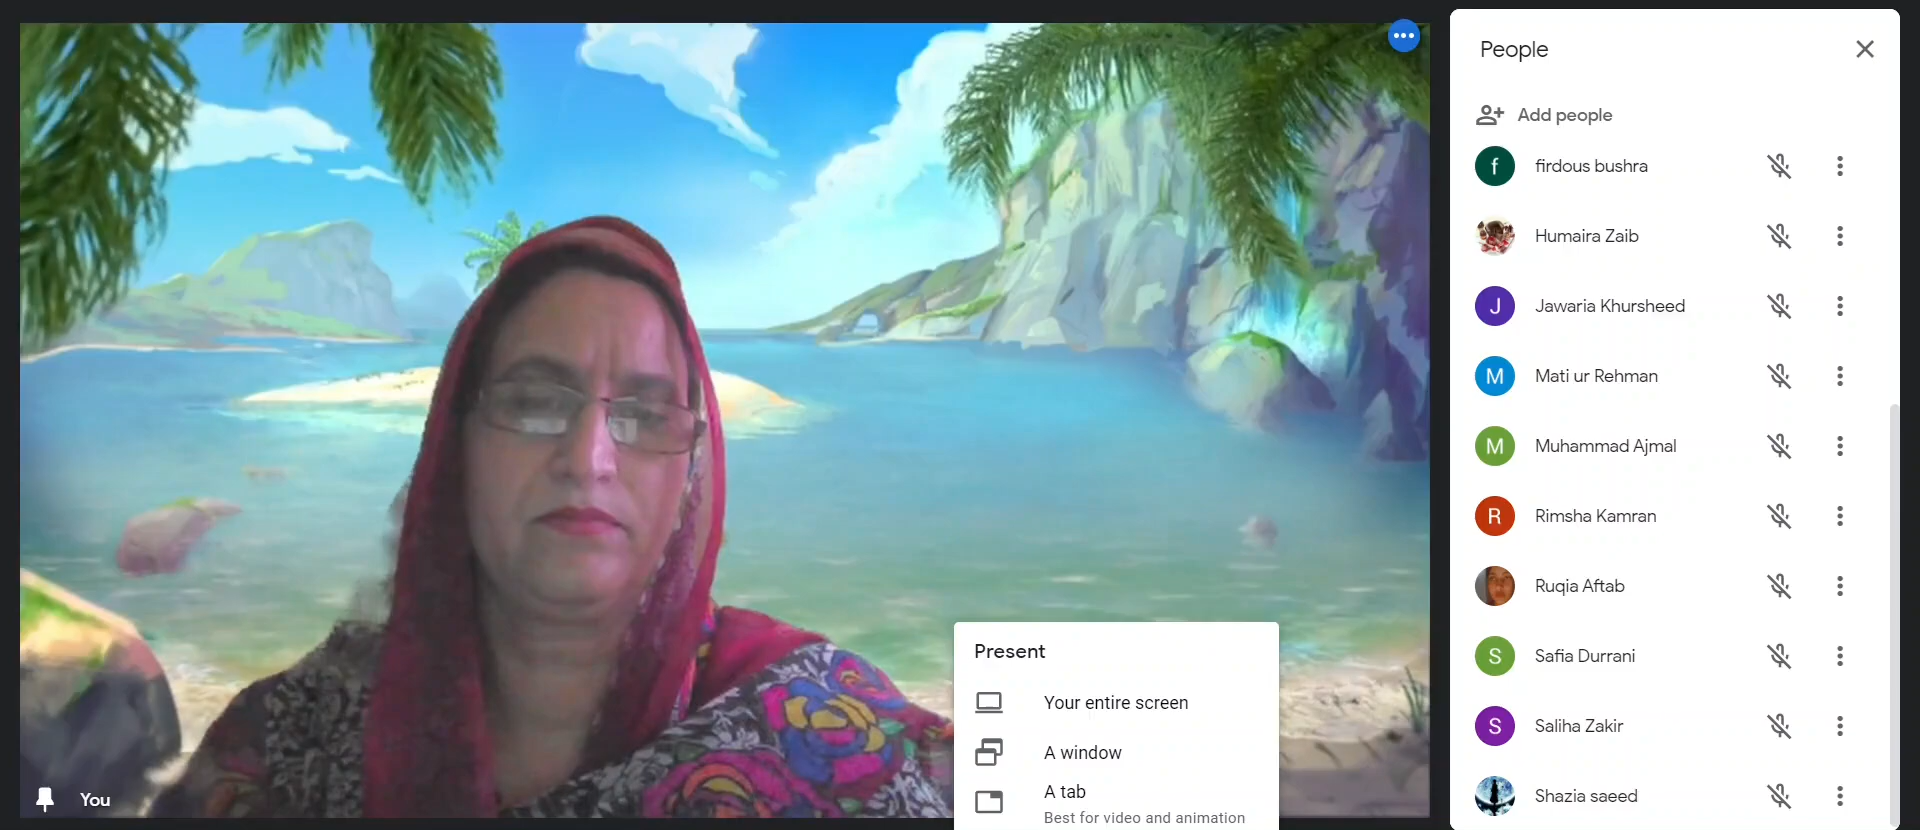 People
Add people
f firdous bushra
Humaira Zaib
J Jawaria Khursheed
M Mati ur Rehman
M Muhammad Ajmal
R Rimsha Kamran
Ruqia Aftab
S Safia Durrani
S Saliha Zakir
Shazia saeed
Present
Your entire screen
A window
A tab
Best for video and animation
You